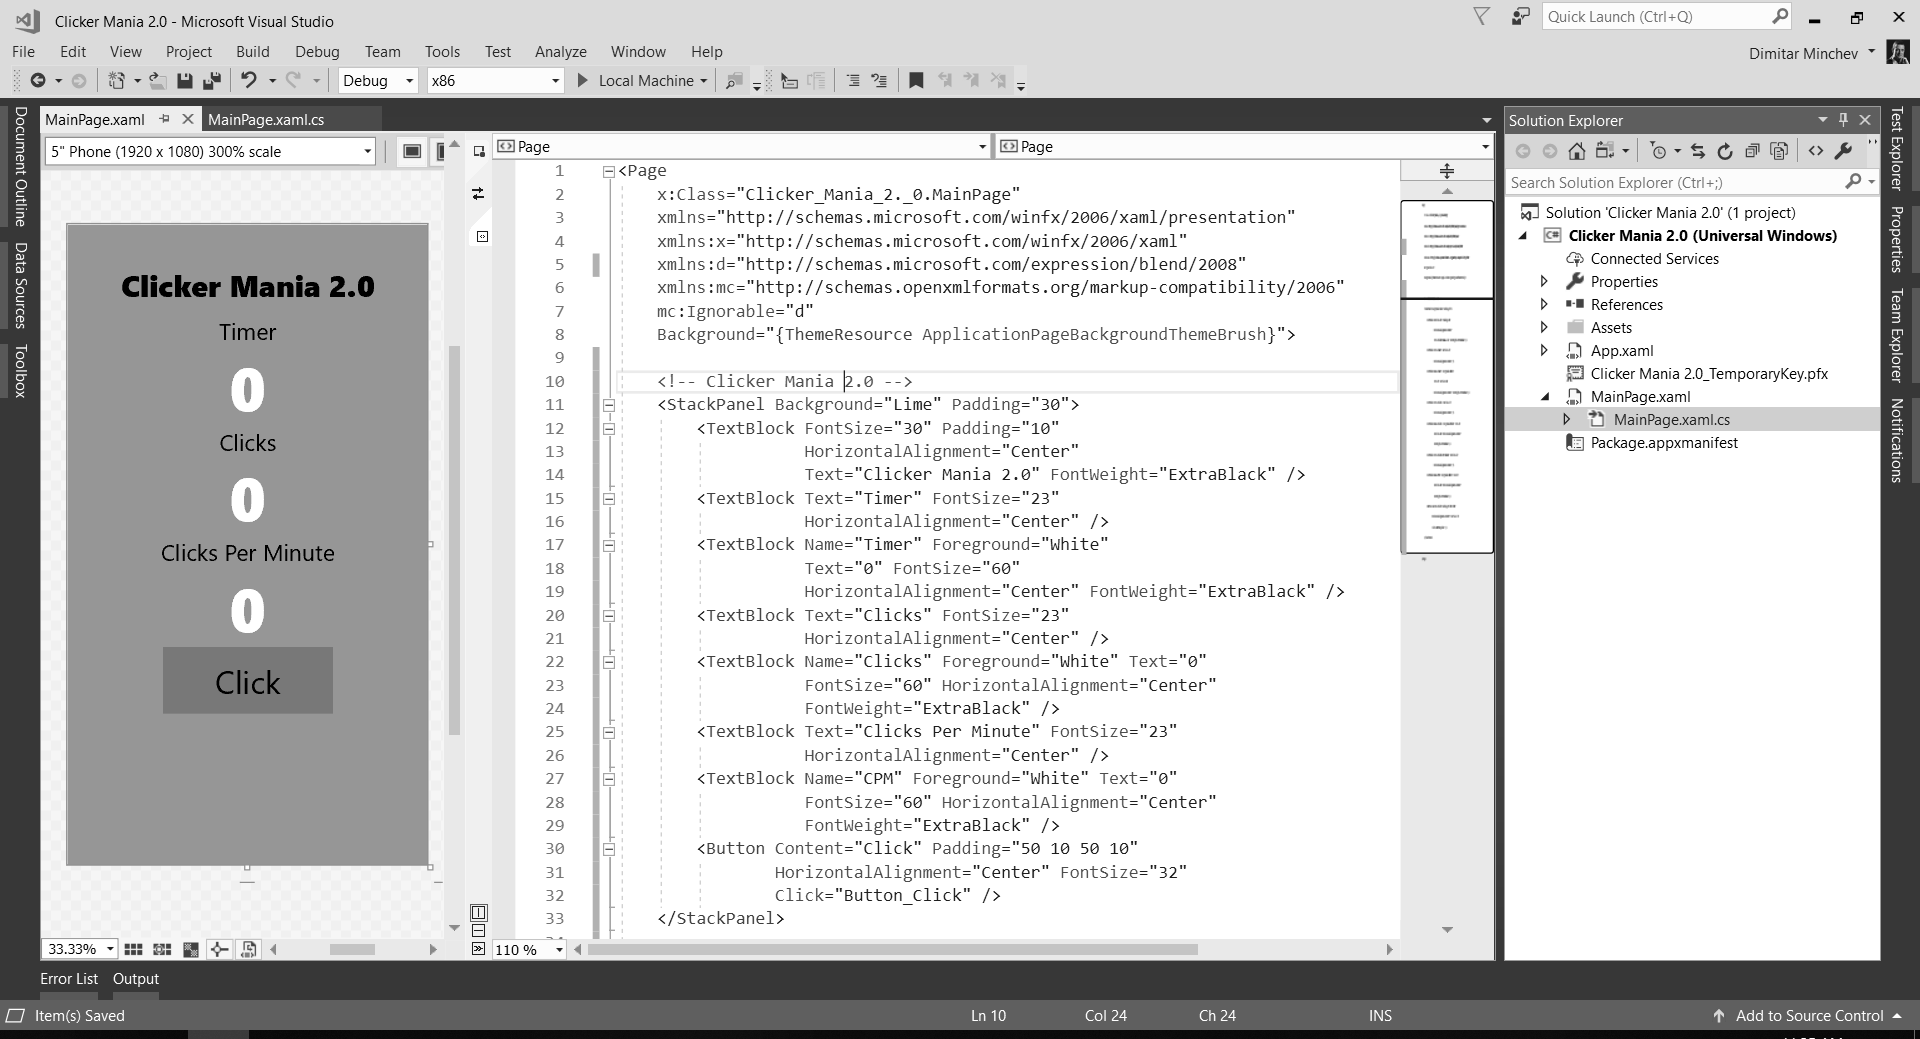 Clicker Mania 2.0 - Microsoft Visual Studio
Quick Launch (Ctrl+Q)
File Edit View Project Build Debug Team Tools Test Analyze Window Help
Dimitar Minchev
Debug x86 Local Machine
Document Outline
Data Sources
Toolbox
MainPage.xaml MainPage.xaml.cs
5" Phone (1920 x 1080) 300% scale
Clicker Mania 2.0
Timer
0
Clicks
0
Clicks Per Minute
0
Click
33.33%
Page Page
1 <Page
2 x:Class="Clicker_Mania_2._0.MainPage"
3 xmlns="http://schemas.microsoft.com/winfx/2006/xaml/presentation"
4 xmlns:x="http://schemas.microsoft.com/winfx/2006/xaml"
5 xmlns:d="http://schemas.microsoft.com/expression/blend/2008"
6 xmlns:mc="http://schemas.openxmlformats.org/markup-compatibility/2006"
7 mc:Ignorable="d"
8 Background="{ThemeResource ApplicationPageBackgroundThemeBrush}">
9
10 <!-- Clicker Mania 2.0 -->
11 <StackPanel Background="Lime" Padding="30">
12 <TextBlock FontSize="30" Padding="10"
13 HorizontalAlignment="Center"
14 Text="Clicker Mania 2.0" FontWeight="ExtraBlack" />
15 <TextBlock Text="Timer" FontSize="23"
16 HorizontalAlignment="Center" />
17 <TextBlock Name="Timer" Foreground="White"
18 Text="0" FontSize="60"
19 HorizontalAlignment="Center" FontWeight="ExtraBlack" />
20 <TextBlock Text="Clicks" FontSize="23"
21 HorizontalAlignment="Center" />
22 <TextBlock Name="Clicks" Foreground="White" Text="0"
23 FontSize="60" HorizontalAlignment="Center"
24 FontWeight="ExtraBlack" />
25 <TextBlock Text="Clicks Per Minute" FontSize="23"
26 HorizontalAlignment="Center" />
27 <TextBlock Name="CPM" Foreground="White" Text="0"
28 FontSize="60" HorizontalAlignment="Center"
29 FontWeight="ExtraBlack" />
30 <Button Content="Click" Padding="50 10 50 10"
31 HorizontalAlignment="Center" FontSize="32"
32 Click="Button_Click" />
33 </StackPanel>
110 %
Solution Explorer
Search Solution Explorer (Ctrl+;)
Solution 'Clicker Mania 2.0' (1 project)
C# Clicker Mania 2.0 (Universal Windows)
Connected Services
Properties
References
Assets
App.xaml
Clicker Mania 2.0_TemporaryKey.pfx
MainPage.xaml
MainPage.xaml.cs
Package.appxmanifest
Test Explorer
Properties
Team Explorer
Notifications
Error List Output
Item(s) Saved Ln 10 Col 24 Ch 24 INS Add to Source Control